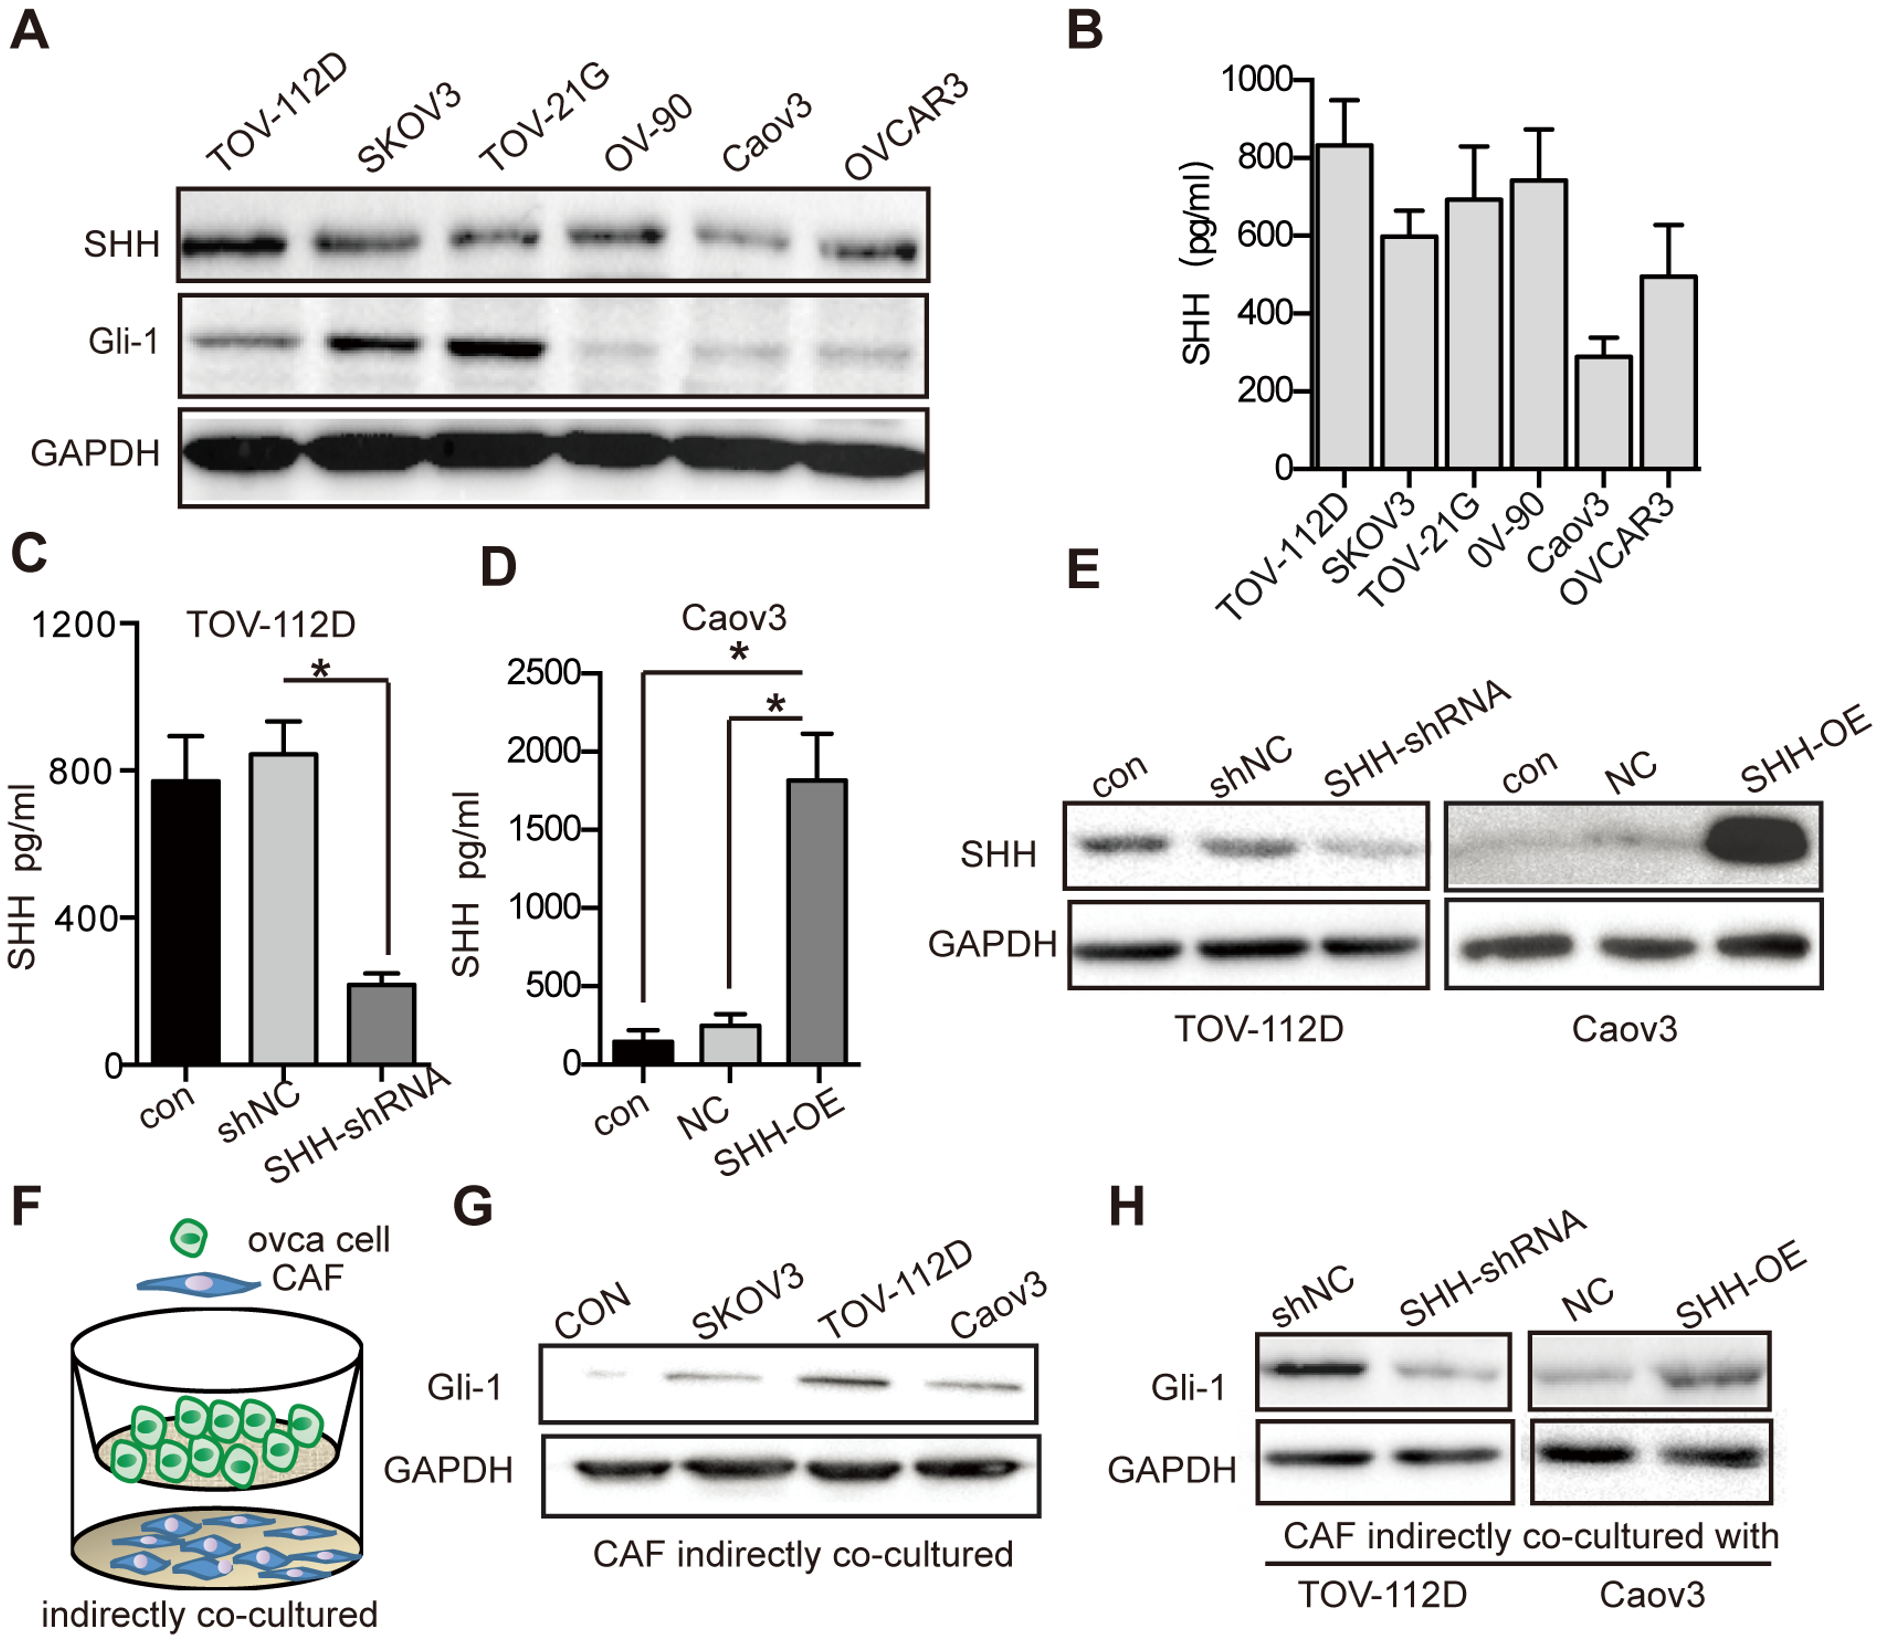 A
TOV-112D
SKOV3
TOV-21G
OV-90
Caov3
OVCAR3
SHH
Gli-1
GAPDH
B
SHH (pg/ml)
1000
800
600
400
200
0
TOV-112D
SKOV3
TOV-21G
0V-90
Caov3
OVCAR3
C
TOV-112D
SHH pg/ml
1200
800
400
0
*
con
shNC
SHH-shRNA
D
Caov3
SHH pg/ml
2500
2000
1500
1000
500
0
*
*
con
NC
SHH-OE
E
con
shNC
SHH-shRNA
con
NC
SHH-OE
SHH
GAPDH
TOV-112D
Caov3
F
ovca cell
CAF
indirectly co-cultured
G
CON
SKOV3
TOV-112D
Caov3
Gli-1
GAPDH
CAF indirectly co-cultured
H
shNC
SHH-shRNA
NC
SHH-OE
Gli-1
GAPDH
CAF indirectly co-cultured with
TOV-112D
Caov3